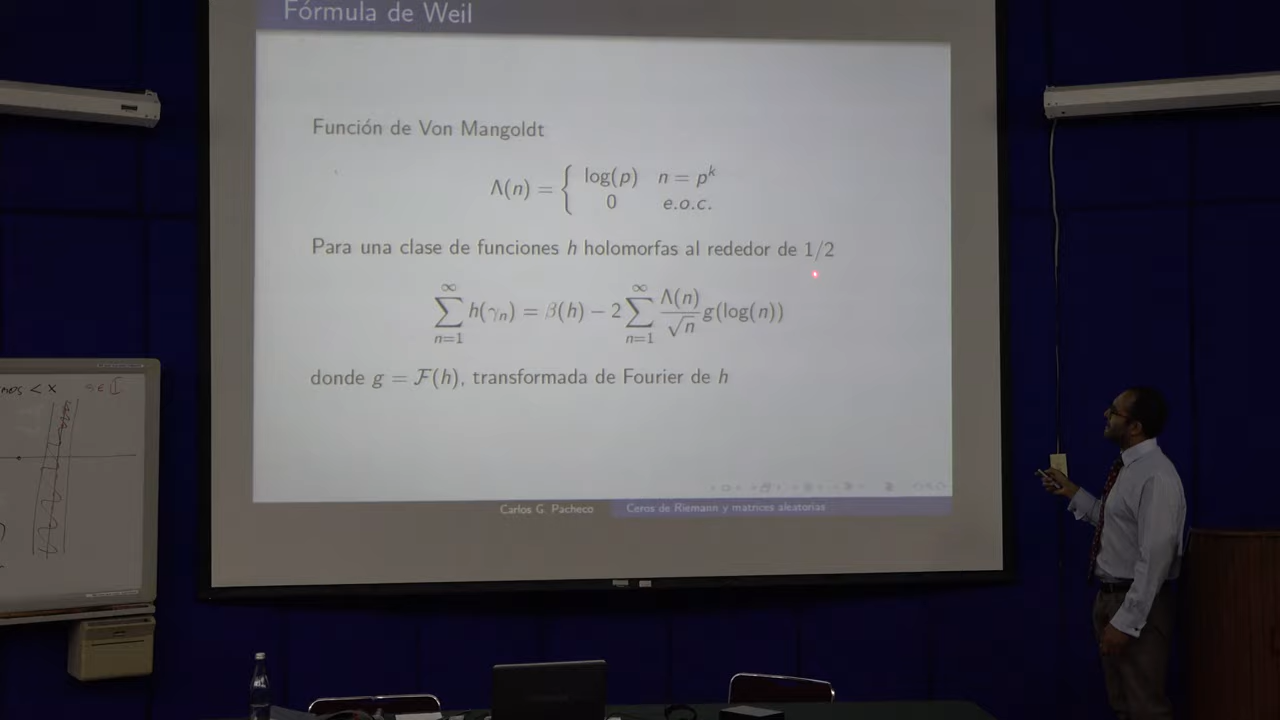 Fórmula de Weil
Función de Von Mangoldt
Λ(n) = { log(p) n = p^k
0 e.o.c.
Para una clase de funciones h holomorfas al rededor de 1/2
∑_{n=1}^{∞} h(γ_n) = β(h) − 2 ∑_{n=1}^{∞} Λ(n)/√n g(log(n))
donde g = F(h), transformada de Fourier de h
Carlos G. Pacheco Ceros de Riemann y matrices aleatorias
< x